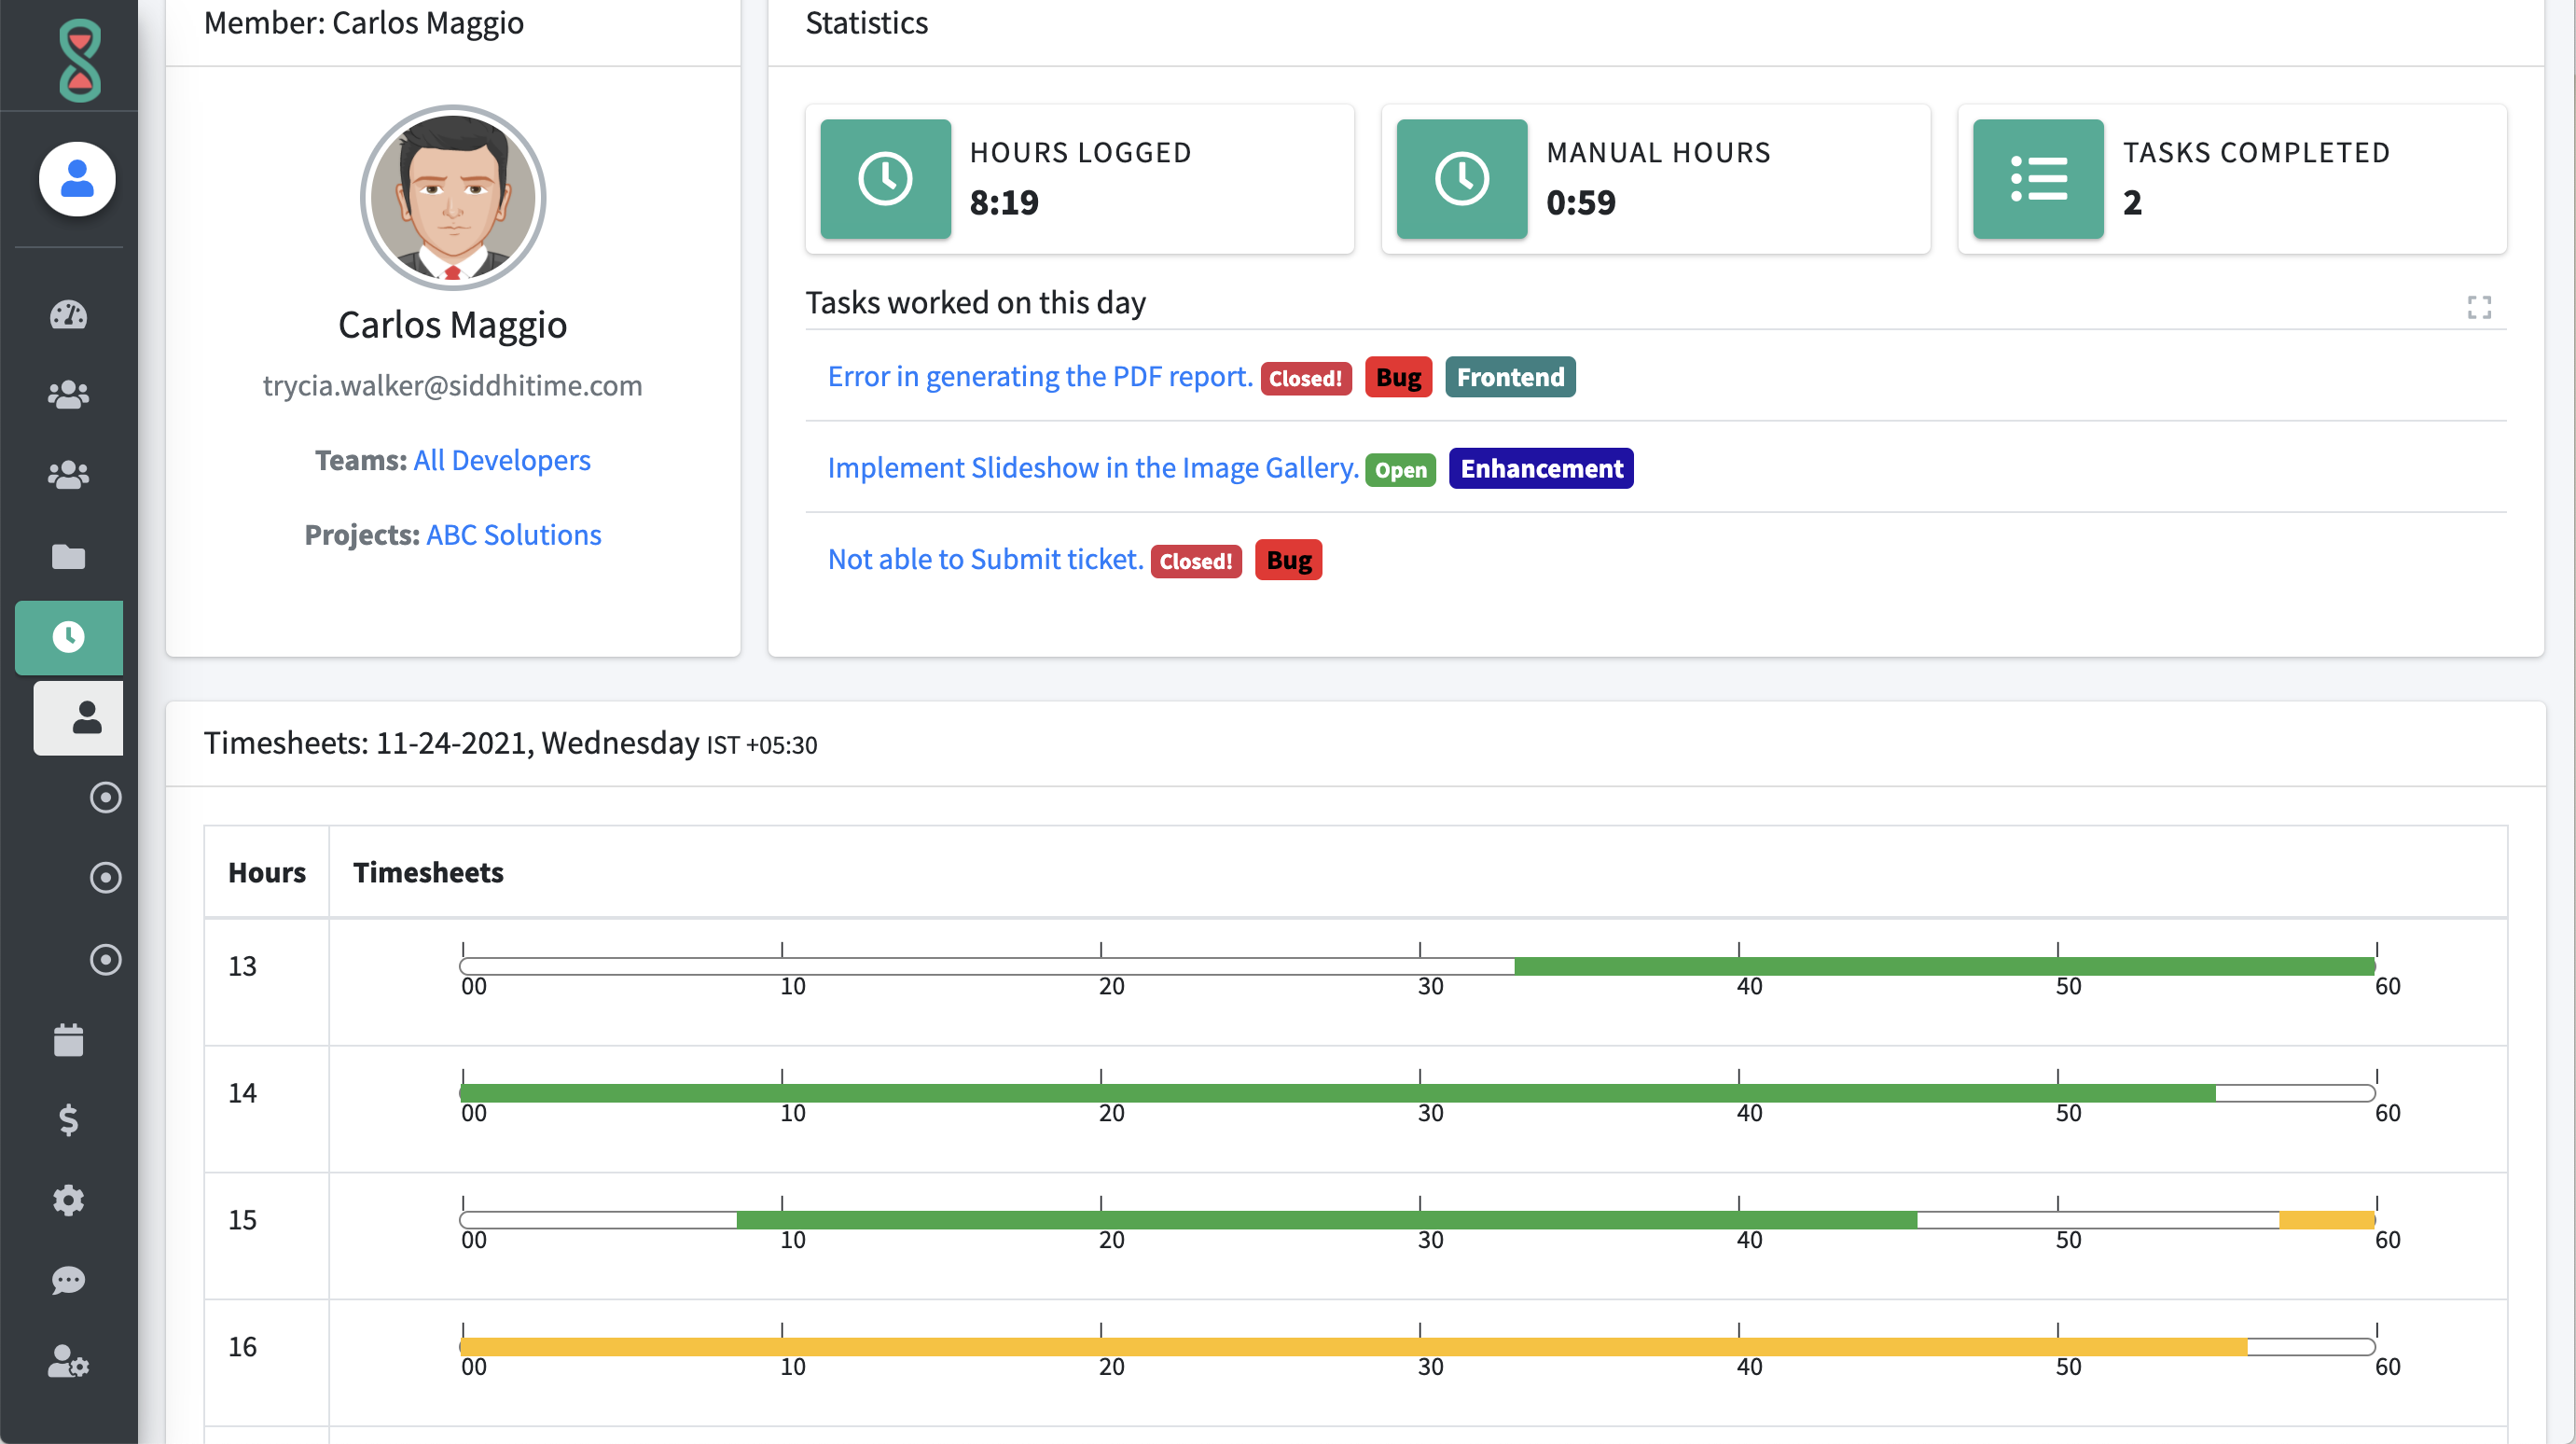 Member: Carlos Maggio
Carlos Maggio
trycia.walker@siddhitime.com
Teams: All Developers
Projects: ABC Solutions
Statistics
HOURS LOGGED
8:19
MANUAL HOURS
0:59
TASKS COMPLETED
2
Tasks worked on this day
Error in generating the PDF report. Closed! Bug Frontend
Implement Slideshow in the Image Gallery. Open Enhancement
Not able to Submit ticket. Closed! Bug
Timesheets: 11-24-2021, Wednesday IST +05:30
Hours Timesheets
13
00 10 20 30 40 50 60
14
00 10 20 30 40 50 60
15
00 10 20 30 40 50 60
16
00 10 20 30 40 50 60